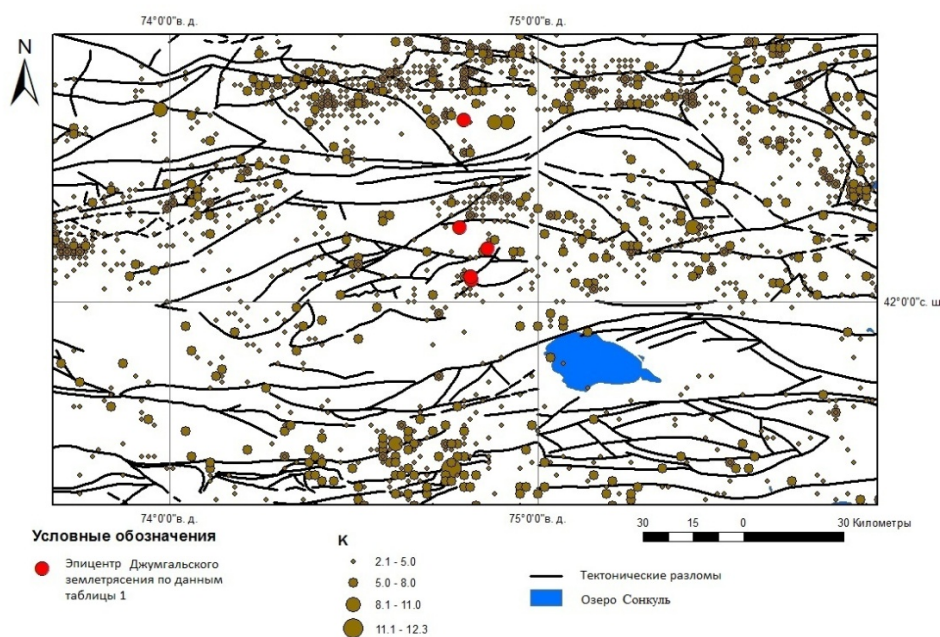 74°0'0"в. д.
75°0'0"в. д.
N
42°0'0"с. ш
74°0'0"в. д.
75°0'0"в. д.
30 15 0 30 Километры
Условные обозначения
Эпицентр Джумгальского
землетрясения по данным
таблицы 1
K
2.1 - 5.0
5.0 - 8.0
8.1 - 11.0
11.1 - 12.3
Тектонические разломы
Озеро Сонкуль